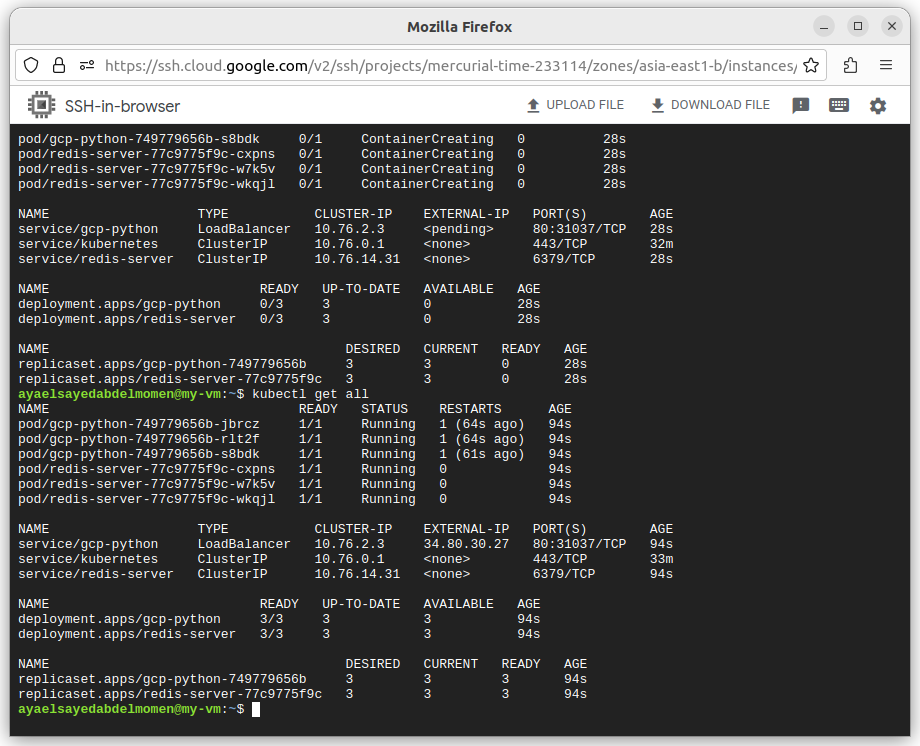 Mozilla Firefox
https://ssh.cloud.google.com/v2/ssh/projects/mercurial-time-233114/zones/asia-east1-b/instances/
SSH-in-browser UPLOAD FILE DOWNLOAD FILE
pod/gcp-python-749779656b-s8bdk 0/1 ContainerCreating 0 28s
pod/redis-server-77c9775f9c-cxpns 0/1 ContainerCreating 0 28s
pod/redis-server-77c9775f9c-w7k5v 0/1 ContainerCreating 0 28s
pod/redis-server-77c9775f9c-wkqjl 0/1 ContainerCreating 0 28s
NAME TYPE CLUSTER-IP EXTERNAL-IP PORT(S) AGE
service/gcp-python LoadBalancer 10.76.2.3 <pending> 80:31037/TCP 28s
service/kubernetes ClusterIP 10.76.0.1 <none> 443/TCP 32m
service/redis-server ClusterIP 10.76.14.31 <none> 6379/TCP 28s
NAME READY UP-TO-DATE AVAILABLE AGE
deployment.apps/gcp-python 0/3 3 0 28s
deployment.apps/redis-server 0/3 3 0 28s
NAME DESIRED CURRENT READY AGE
replicaset.apps/gcp-python-749779656b 3 3 0 28s
replicaset.apps/redis-server-77c9775f9c 3 3 0 28s
ayaelsayedabdelmomen@my-vm:~$ kubectl get all
NAME READY STATUS RESTARTS AGE
pod/gcp-python-749779656b-jbrcz 1/1 Running 1 (64s ago) 94s
pod/gcp-python-749779656b-rlt2f 1/1 Running 1 (64s ago) 94s
pod/gcp-python-749779656b-s8bdk 1/1 Running 1 (61s ago) 94s
pod/redis-server-77c9775f9c-cxpns 1/1 Running 0 94s
pod/redis-server-77c9775f9c-w7k5v 1/1 Running 0 94s
pod/redis-server-77c9775f9c-wkqjl 1/1 Running 0 94s
NAME TYPE CLUSTER-IP EXTERNAL-IP PORT(S) AGE
service/gcp-python LoadBalancer 10.76.2.3 34.80.30.27 80:31037/TCP 94s
service/kubernetes ClusterIP 10.76.0.1 <none> 443/TCP 33m
service/redis-server ClusterIP 10.76.14.31 <none> 6379/TCP 94s
NAME READY UP-TO-DATE AVAILABLE AGE
deployment.apps/gcp-python 3/3 3 3 94s
deployment.apps/redis-server 3/3 3 3 94s
NAME DESIRED CURRENT READY AGE
replicaset.apps/gcp-python-749779656b 3 3 3 94s
replicaset.apps/redis-server-77c9775f9c 3 3 3 94s
ayaelsayedabdelmomen@my-vm:~$